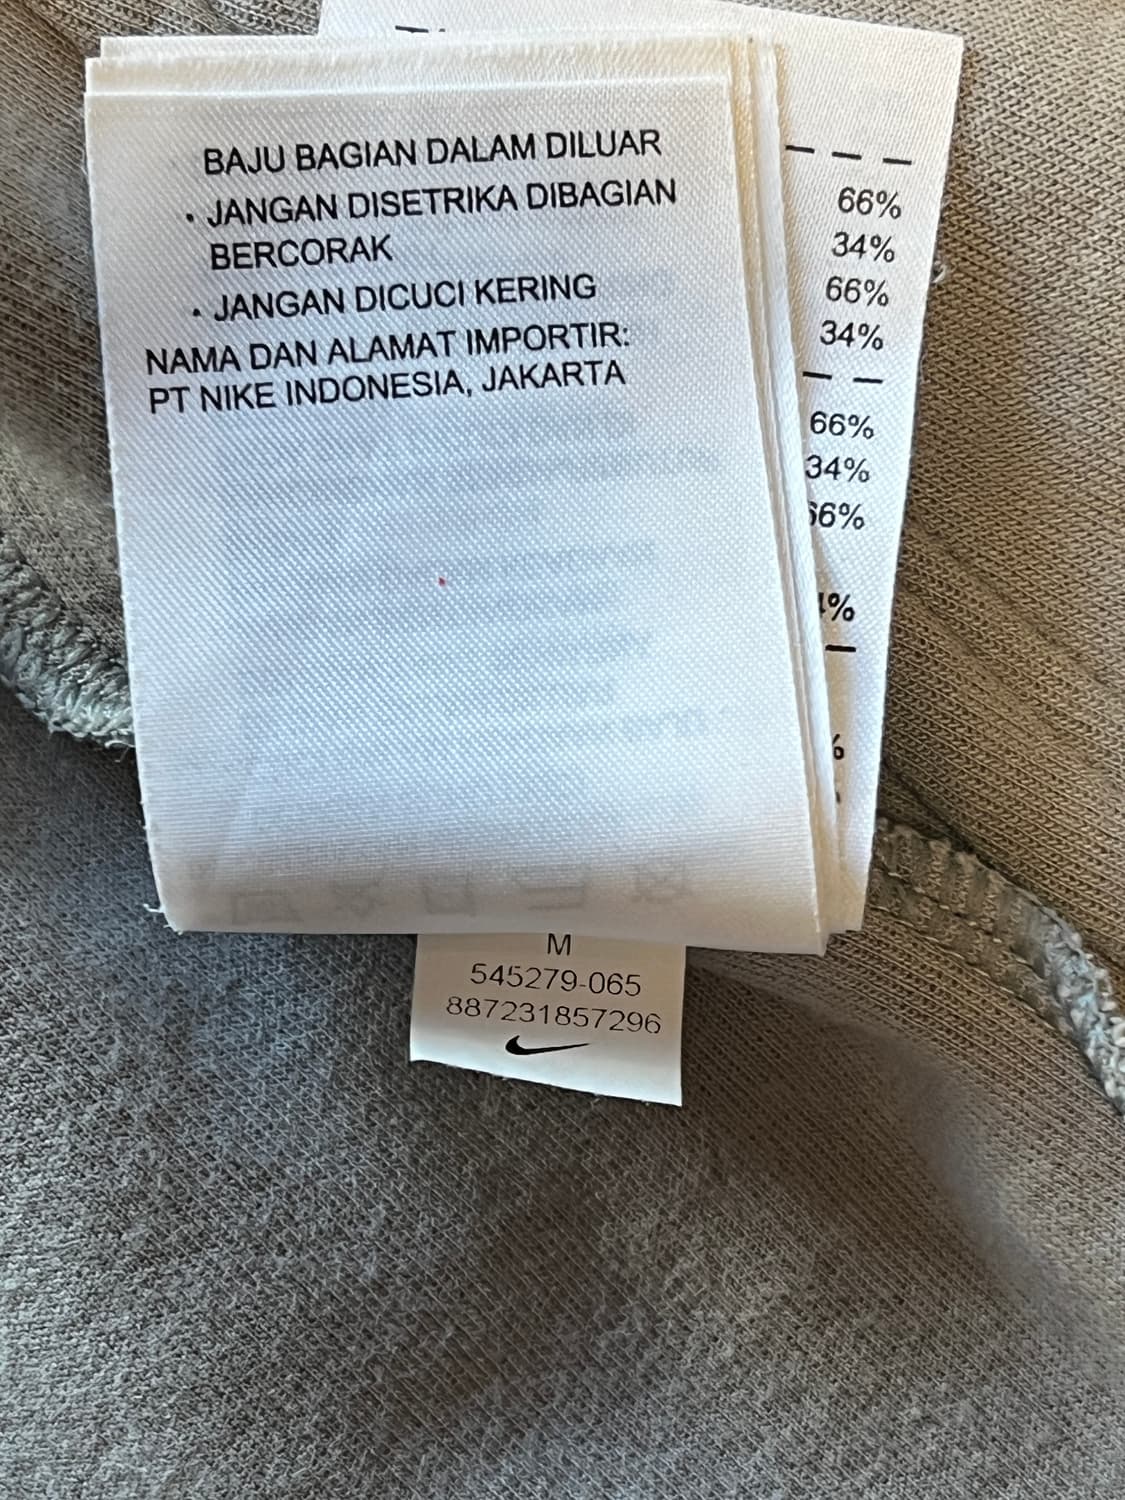 BAJU BAGIAN DALAM DILUAR
• JANGAN DISETRIKA DIBAGIAN
BERCORAK
• JANGAN DICUCI KERING
NAMA DAN ALAMAT IMPORTIR:
PT NIKE INDONESIA, JAKARTA
66%
34%
66%
34%
66%
34%
66%
M
545279-065
887231857296